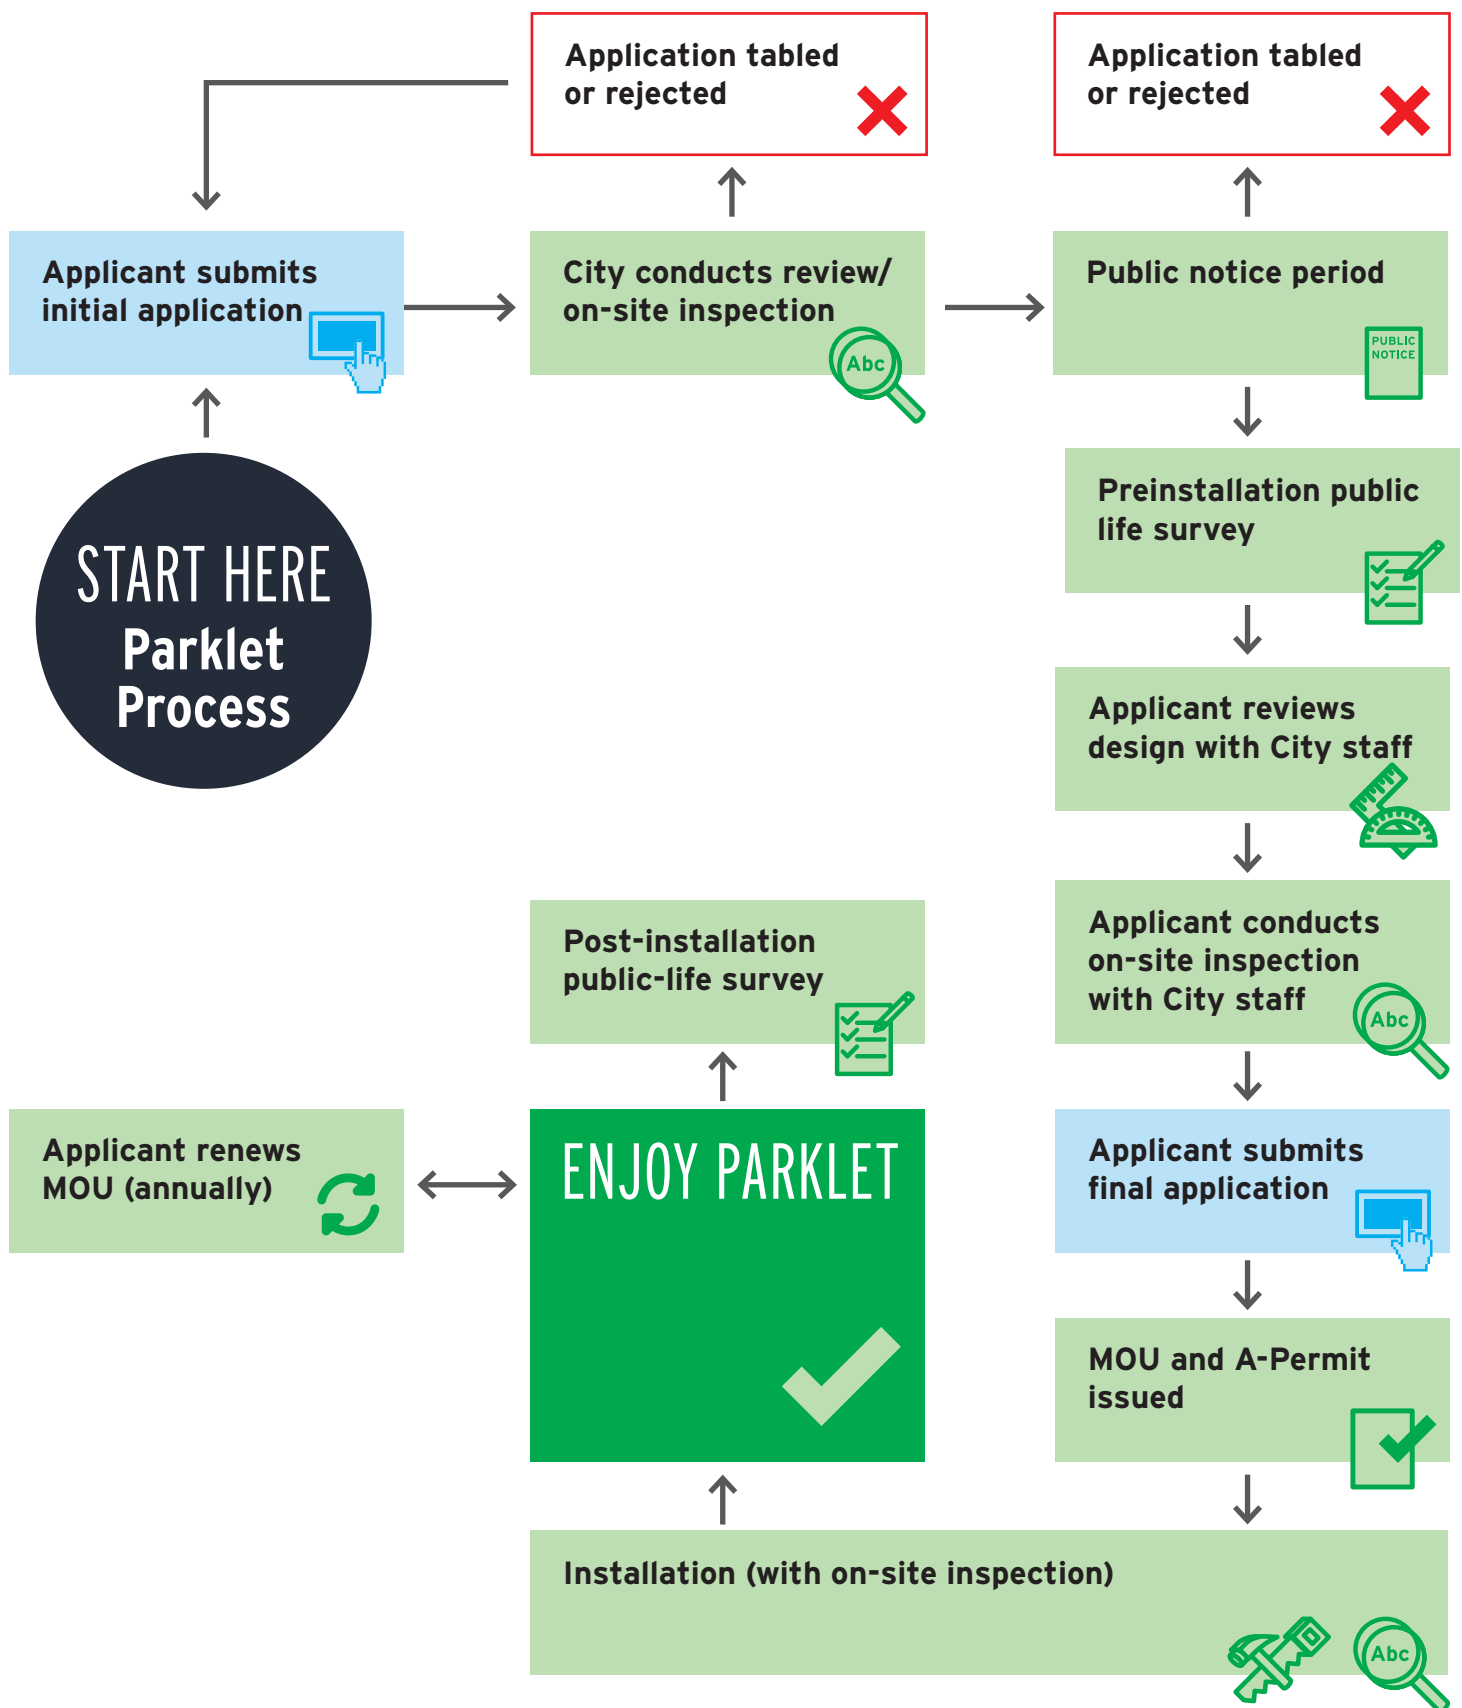 Application tabled
or rejected
Application tabled
or rejected
Applicant submits
initial application
City conducts review/
on-site inspection
Abc
Public notice period
PUBLIC
NOTICE
START HERE
Parklet
Process
Preinstallation public
life survey
Applicant reviews
design with City staff
Applicant conducts
on-site inspection
with City staff
Abc
Post-installation
public-life survey
Applicant renews
MOU (annually)
ENJOY PARKLET
Applicant submits
final application
MOU and A-Permit
issued
Installation (with on-site inspection)
Abc